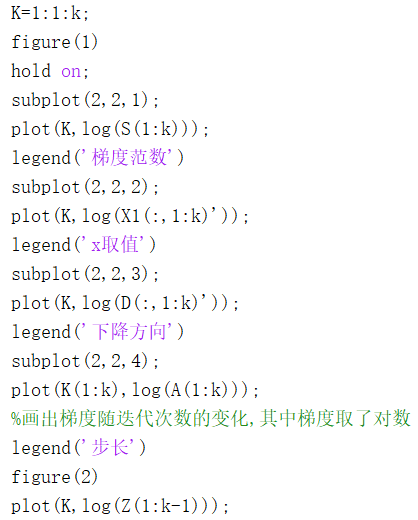 K=1:1:k;
figure(1)
hold on;
subplot(2,2,1);
plot(K,log(S(1:k)));
legend('梯度范数')
subplot(2,2,2);
plot(K,log(X1(:,1:k)'));
legend('x取值')
subplot(2,2,3);
plot(K,log(D(:,1:k)'));
legend('下降方向')
subplot(2,2,4);
plot(K(1:k),log(A(1:k)));
%画出梯度随迭代次数的变化,其中梯度取了对数
legend('步长')
figure(2)
plot(K,log(Z(1:k-1)));